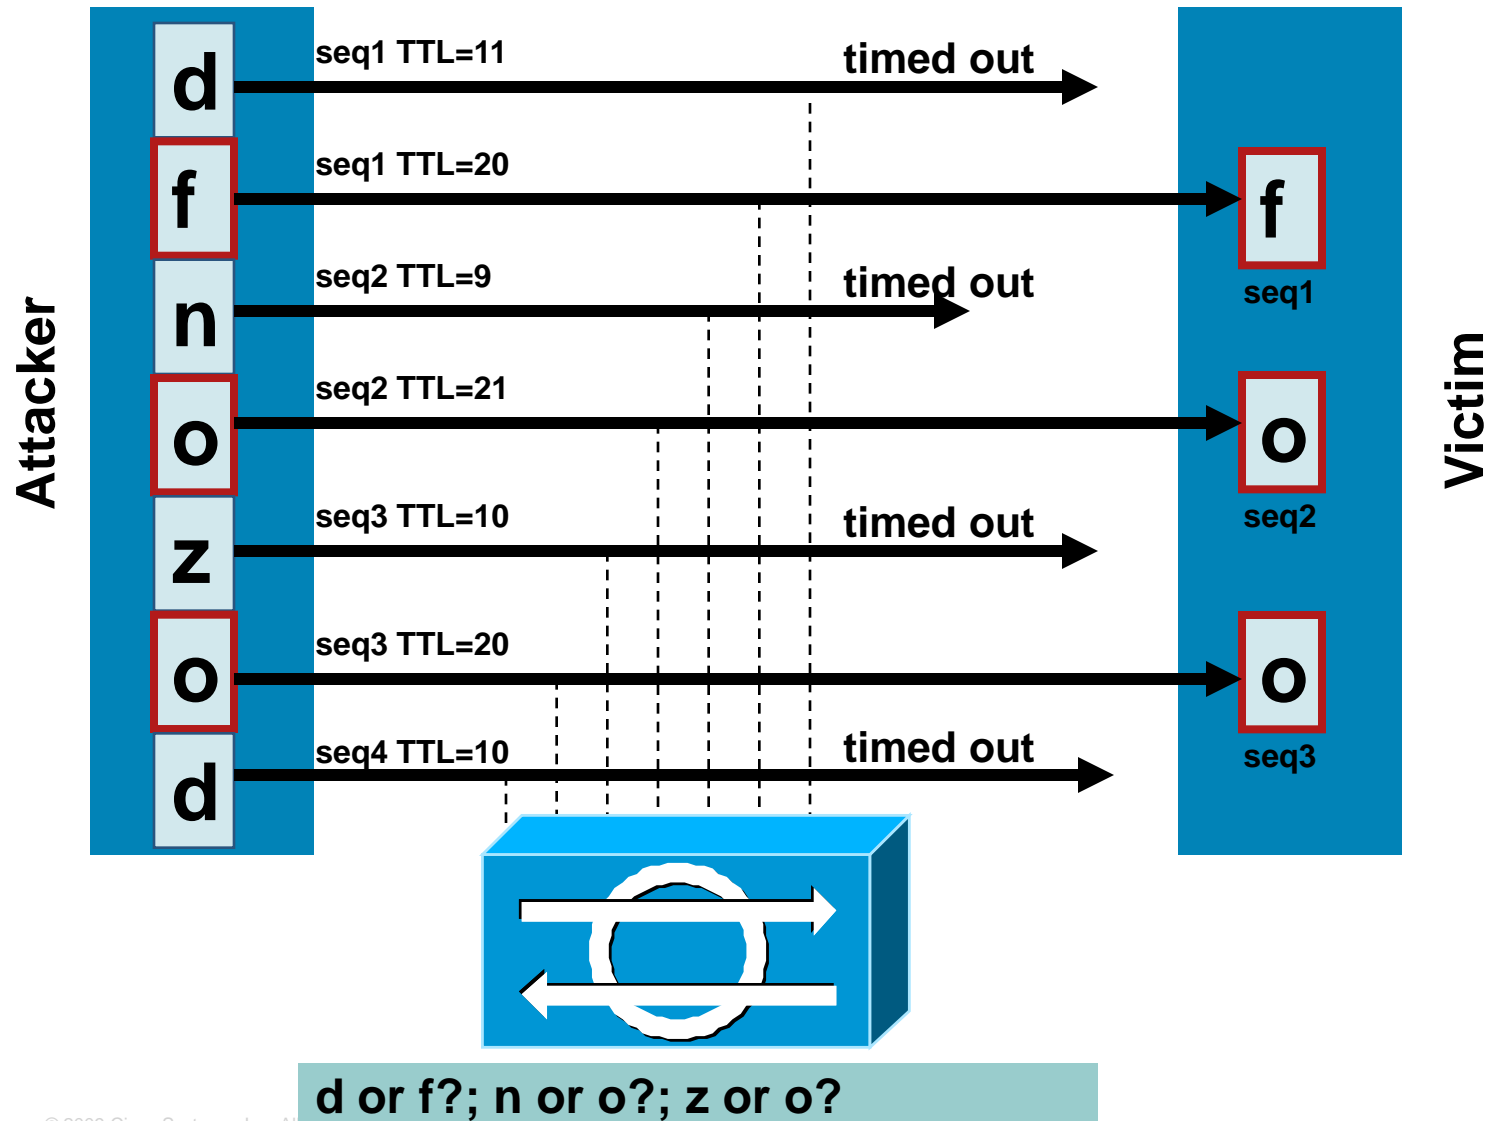 d
seq1 TTL=11
timed out
f
seq1 TTL=20
f
seq1
n
seq2 TTL=9
timed out
o
seq2 TTL=21
o
seq2
z
seq3 TTL=10
timed out
o
seq3 TTL=20
o
seq3
d
seq4 TTL=10
timed out
Attacker
Victim
d or f?; n or o?; z or o?